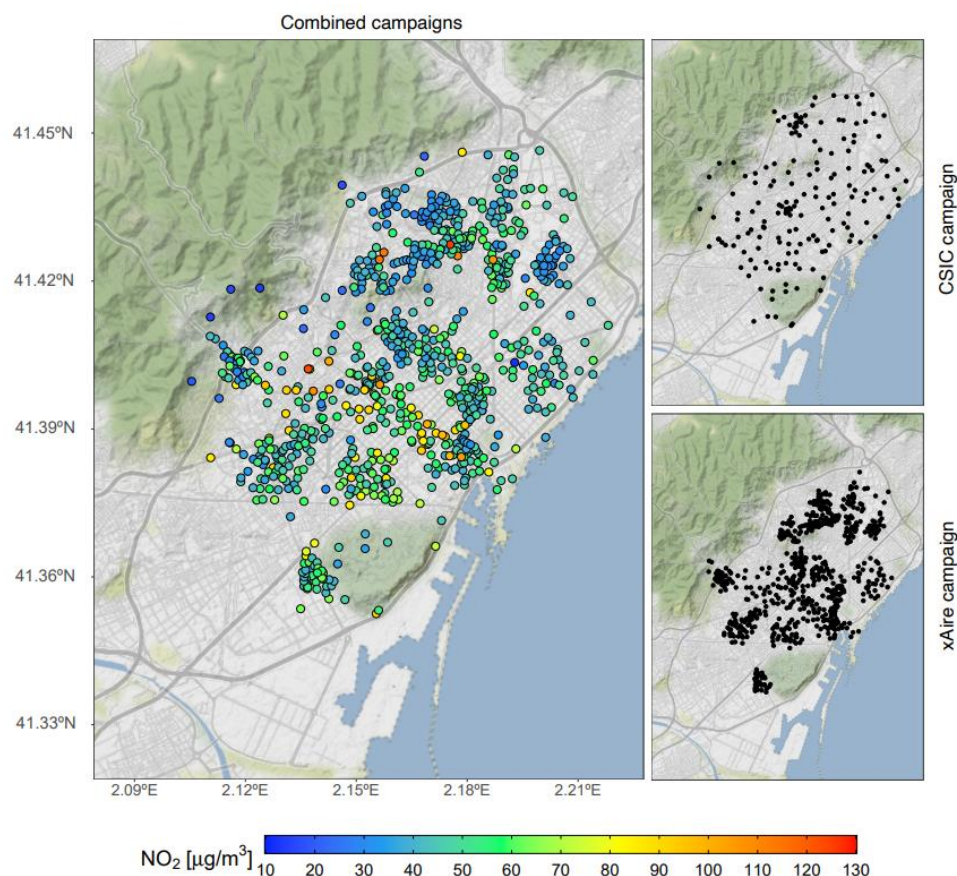 Combined campaigns
41.45ºN
41.42ºN
41.39ºN
41.36ºN
41.33ºN
2.09ºE 2.12ºE 2.15ºE 2.18ºE 2.21ºE
CSIC campaign
xAire campaign
NO₂ [µg/m³]
10 20 30 40 50 60 70 80 90 100 110 120 130